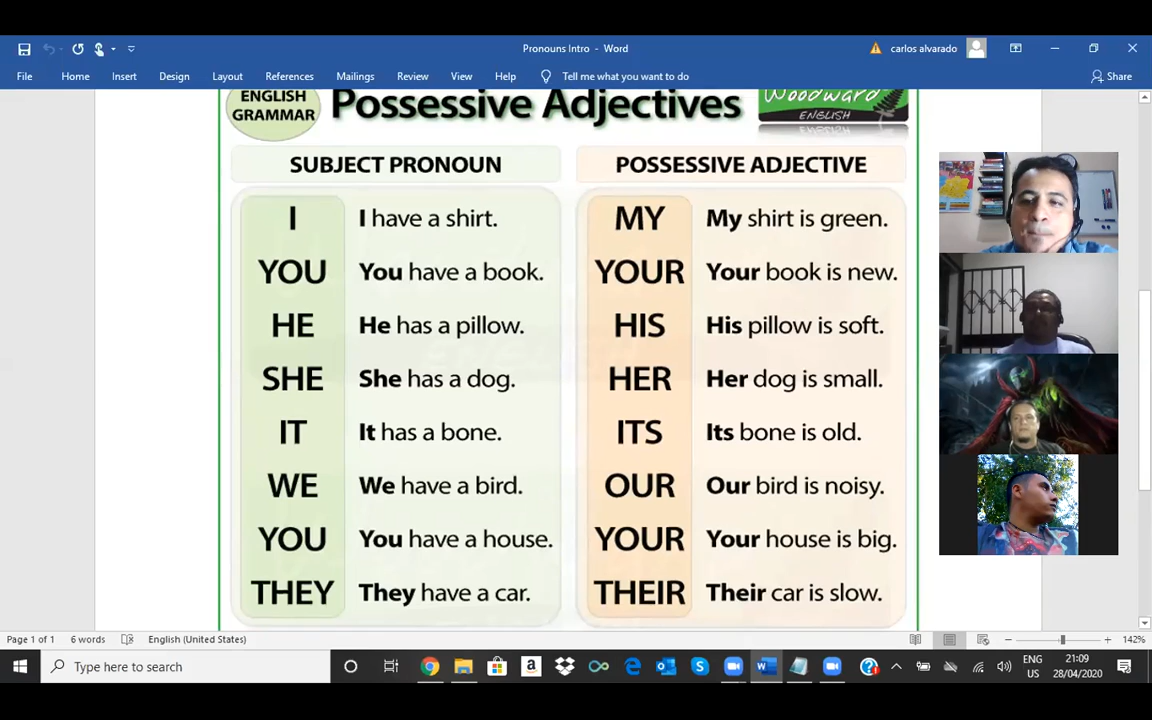 Pronouns Intro - Word
carlos alvarado
File Home Insert Design Layout References Mailings Review View Help Tell me what you want to do Share
ENGLISH
GRAMMAR
Possessive Adjectives
Woodward
ENGLISH
SUBJECT PRONOUN POSSESSIVE ADJECTIVE
I I have a shirt. MY My shirt is green.
YOU You have a book. YOUR Your book is new.
HE He has a pillow. HIS His pillow is soft.
SHE She has a dog. HER Her dog is small.
IT It has a bone. ITS Its bone is old.
WE We have a bird. OUR Our bird is noisy.
YOU You have a house. YOUR Your house is big.
THEY They have a car. THEIR Their car is slow.
Page 1 of 1 6 words English (United States) 142%
Type here to search
ENG 21:09
US 28/04/2020